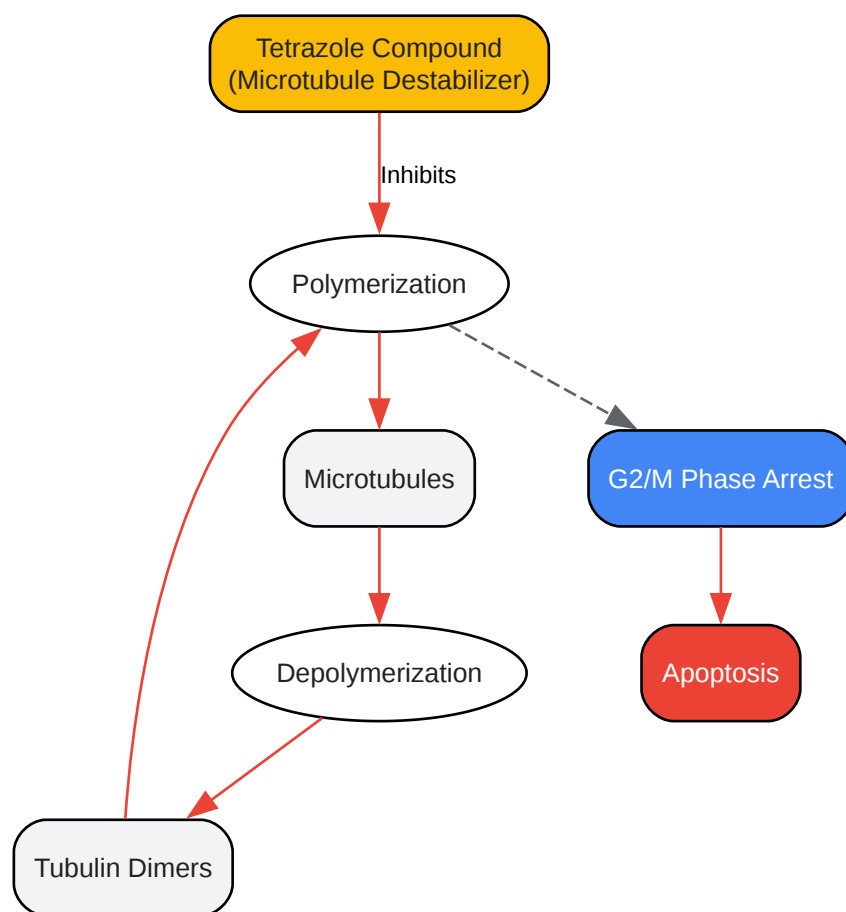 Tetrazole Compound
(Microtubule Destabilizer)
Inhibits
Polymerization
Microtubules
G2/M Phase Arrest
Depolymerization
Apoptosis
Tubulin Dimers